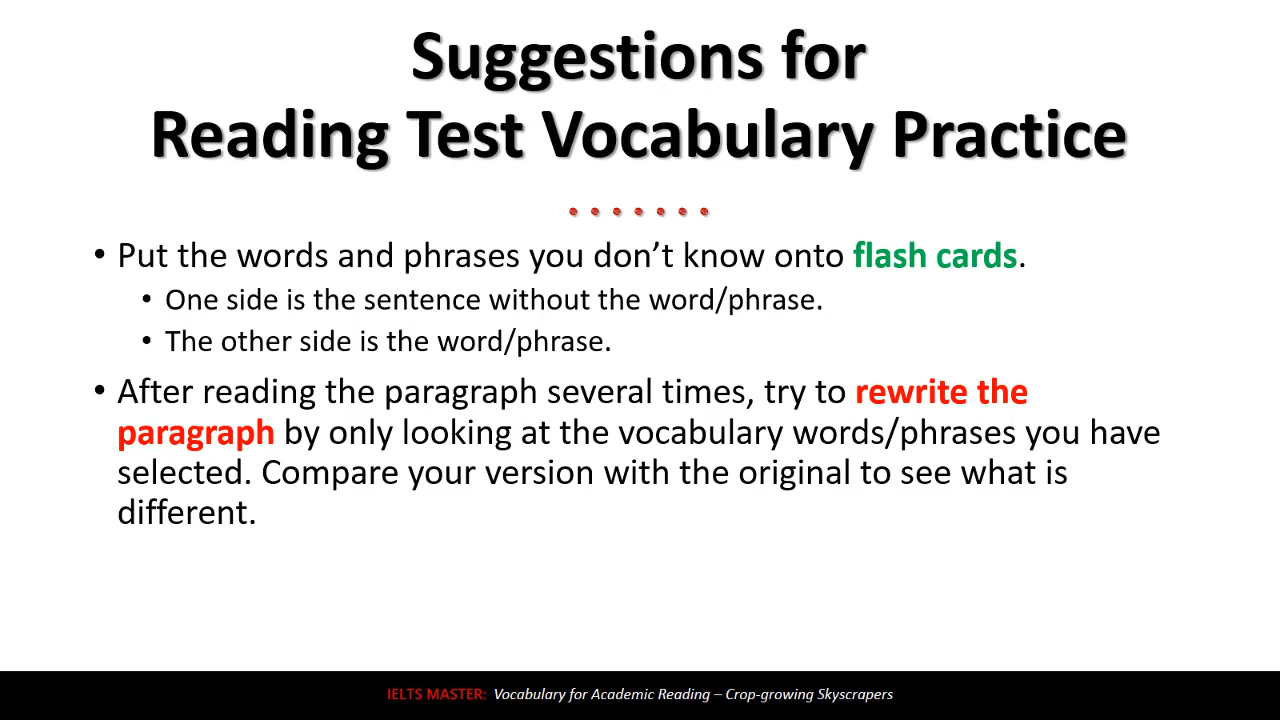 Suggestions for
Reading Test Vocabulary Practice
• Put the words and phrases you don’t know onto flash cards.
• One side is the sentence without the word/phrase.
• The other side is the word/phrase.
• After reading the paragraph several times, try to rewrite the
paragraph by only looking at the vocabulary words/phrases you have
selected. Compare your version with the original to see what is
different.
IELTS MASTER: Vocabulary for Academic Reading – Crop-growing Skyscrapers